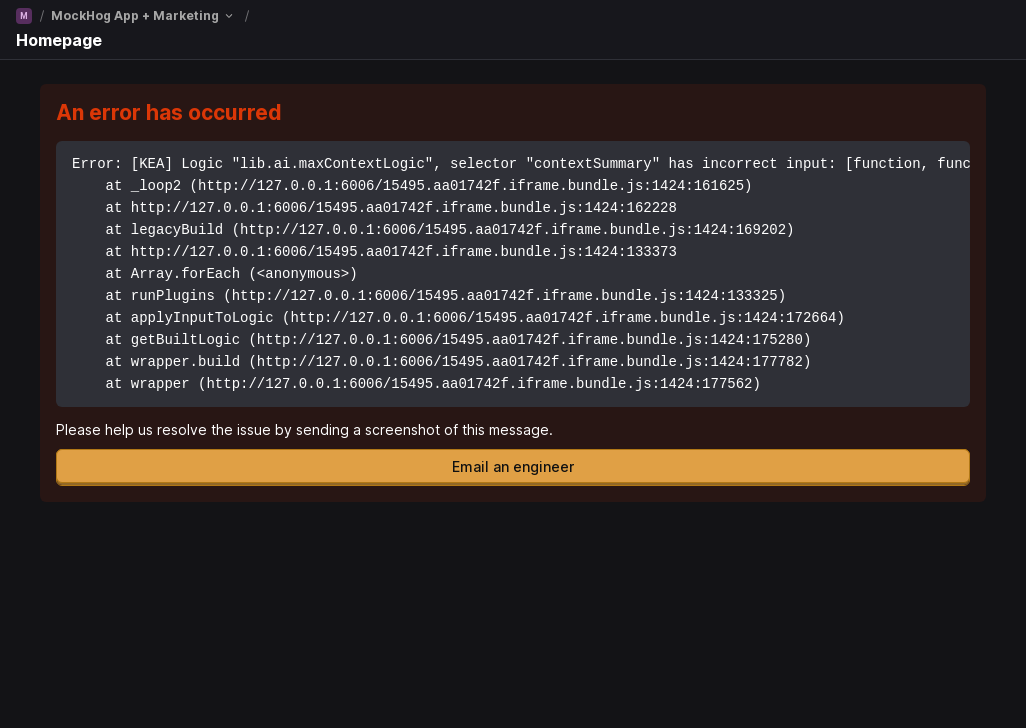 M / MockHog App + Marketing /
Homepage
An error has occurred
Error: [KEA] Logic "lib.ai.maxContextLogic", selector "contextSummary" has incorrect input: [function, func
at _loop2 (http://127.0.0.1:6006/15495.aa01742f.iframe.bundle.js:1424:161625)
at http://127.0.0.1:6006/15495.aa01742f.iframe.bundle.js:1424:162228
at legacyBuild (http://127.0.0.1:6006/15495.aa01742f.iframe.bundle.js:1424:169202)
at http://127.0.0.1:6006/15495.aa01742f.iframe.bundle.js:1424:133373
at Array.forEach (<anonymous>)
at runPlugins (http://127.0.0.1:6006/15495.aa01742f.iframe.bundle.js:1424:133325)
at applyInputToLogic (http://127.0.0.1:6006/15495.aa01742f.iframe.bundle.js:1424:172664)
at getBuiltLogic (http://127.0.0.1:6006/15495.aa01742f.iframe.bundle.js:1424:175280)
at wrapper.build (http://127.0.0.1:6006/15495.aa01742f.iframe.bundle.js:1424:177782)
at wrapper (http://127.0.0.1:6006/15495.aa01742f.iframe.bundle.js:1424:177562)
Please help us resolve the issue by sending a screenshot of this message.
Email an engineer